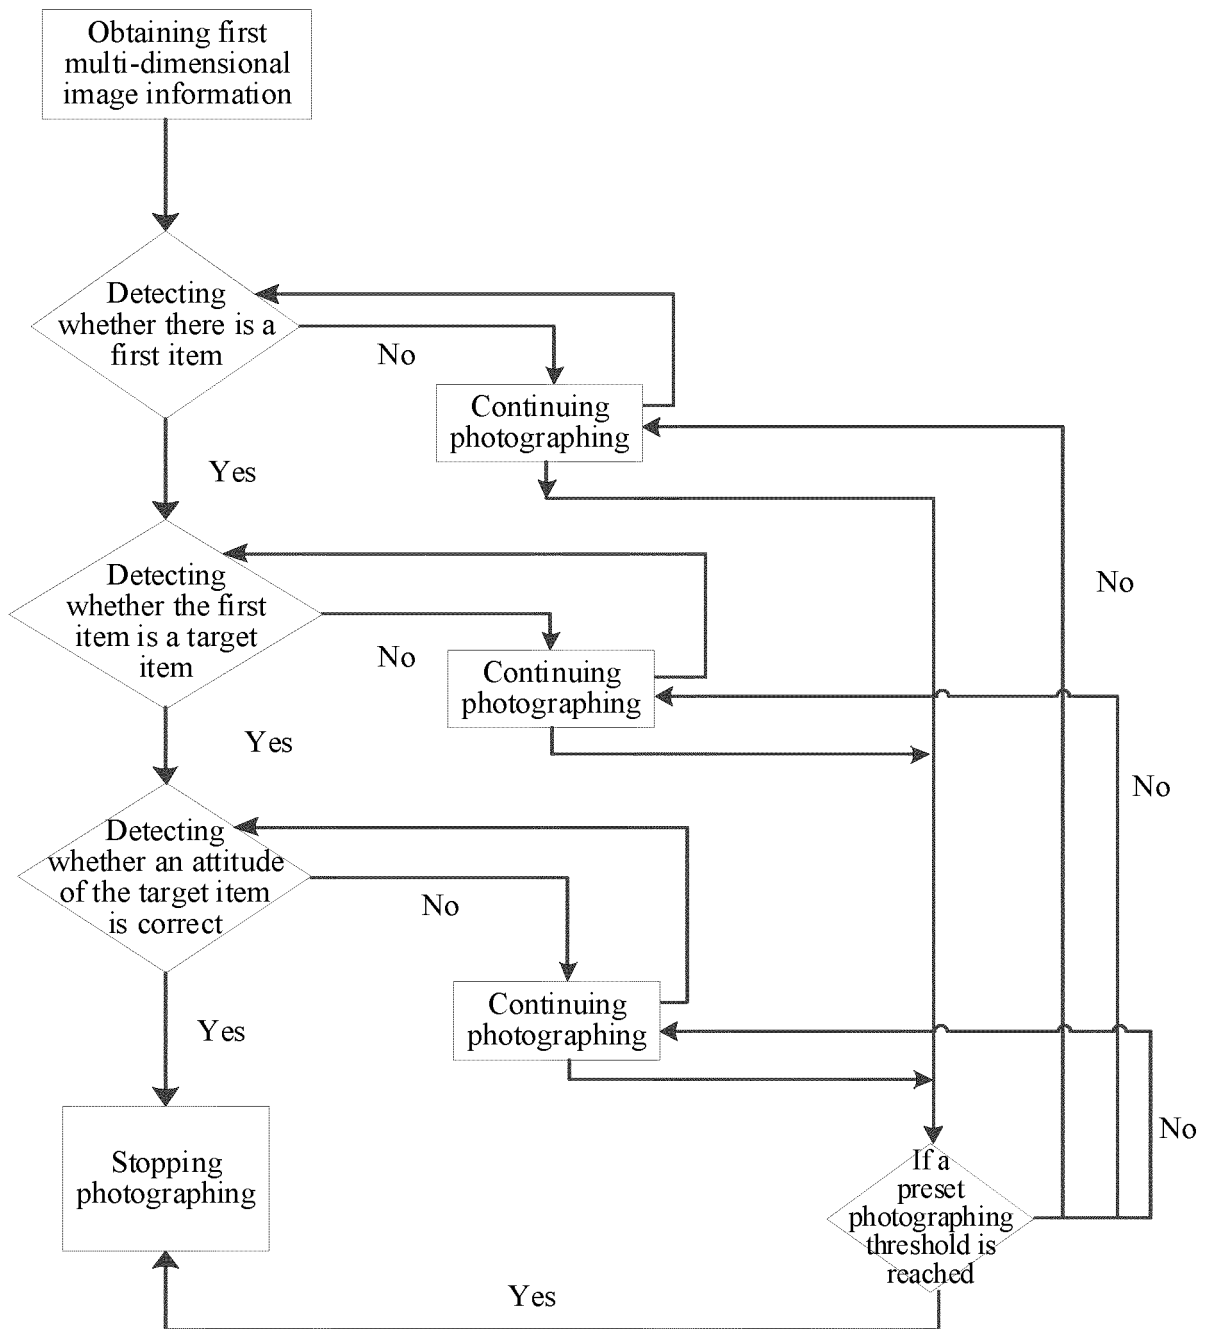 Obtaining first
multi-dimensional
image information
Detecting
whether there is a
first item
No
Continuing
photographing
Yes
Detecting
whether the first
item is a target
item
No
No
Continuing
photographing
Yes
No
Detecting
whether an attitude
of the target item
is correct
No
Continuing
photographing
Yes
No
Stopping
photographing
If a
preset
photographing
threshold is
reached
Yes